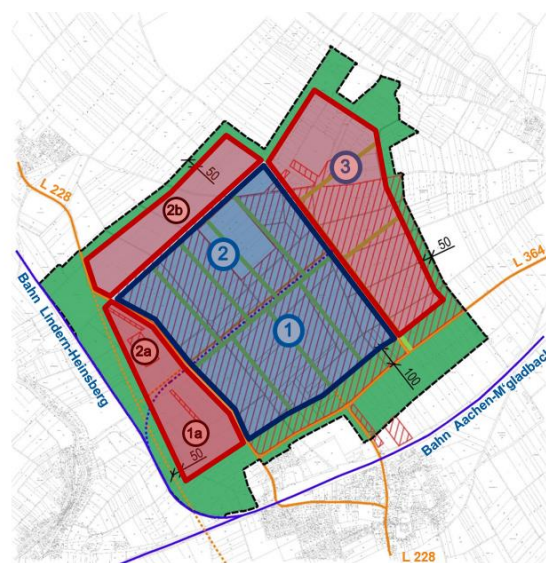 3
50
2b
L 228
2
50
L 364
1
2a
100
Bahn Lindern-Heinsberg
1a
50
Bahn Aachen-M'gladbach
L 228